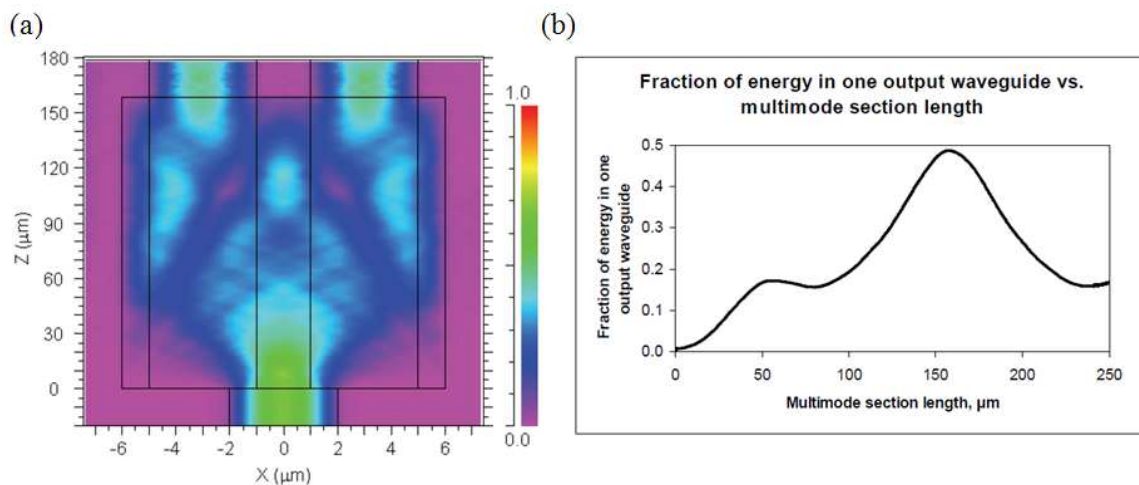 (a)
(b)
180
150
120
90
60
30
0
Z (µm)
-6 -4 -2 0 2 4 6
X (µm)
1.0
0.0
Fraction of energy in one output waveguide vs.
multimode section length
Fraction of energy in one
output waveguide
0.5
0.4
0.3
0.2
0.1
0.0
0 50 100 150 200 250
Multimode section length, µm